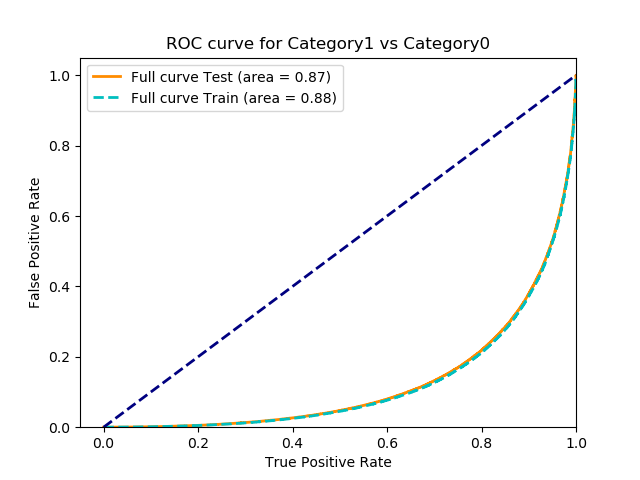 ROC curve for Category1 vs Category0
Full curve Test (area = 0.87)
Full curve Train (area = 0.88)
False Positive Rate
1.0
0.8
0.6
0.4
0.2
0.0
0.0 0.2 0.4 0.6 0.8 1.0
True Positive Rate